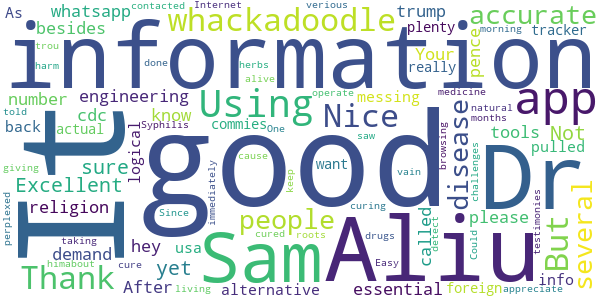 told
harm
trou
back
number
As
whatsapp
besides
contacted
Internet
information
whackadoodle
verious
trump
plenty
Your
really
pence
accurate
morning
tracker
done
engineering
herbs
alive
operate
messing
medicine
app
cdc
know
Using
Nice
disease
tools
Not
actual
Syphilis
commies
One
saw
natural
months
pulled
It
good
Dr
sure
logical
hey
cause
want
vain
browsing
challenges
But
several
Excellent
immediately
Since
people
keep
curing
called
please
religion
giving
cured
roots
drugs
detect
Could
testimonies
perplexed
taking
usa
Sam
Aliu
Easy
info
demand
yet
himabout
cure
living
foreign
Thank
After
alternative
essential
appreciate